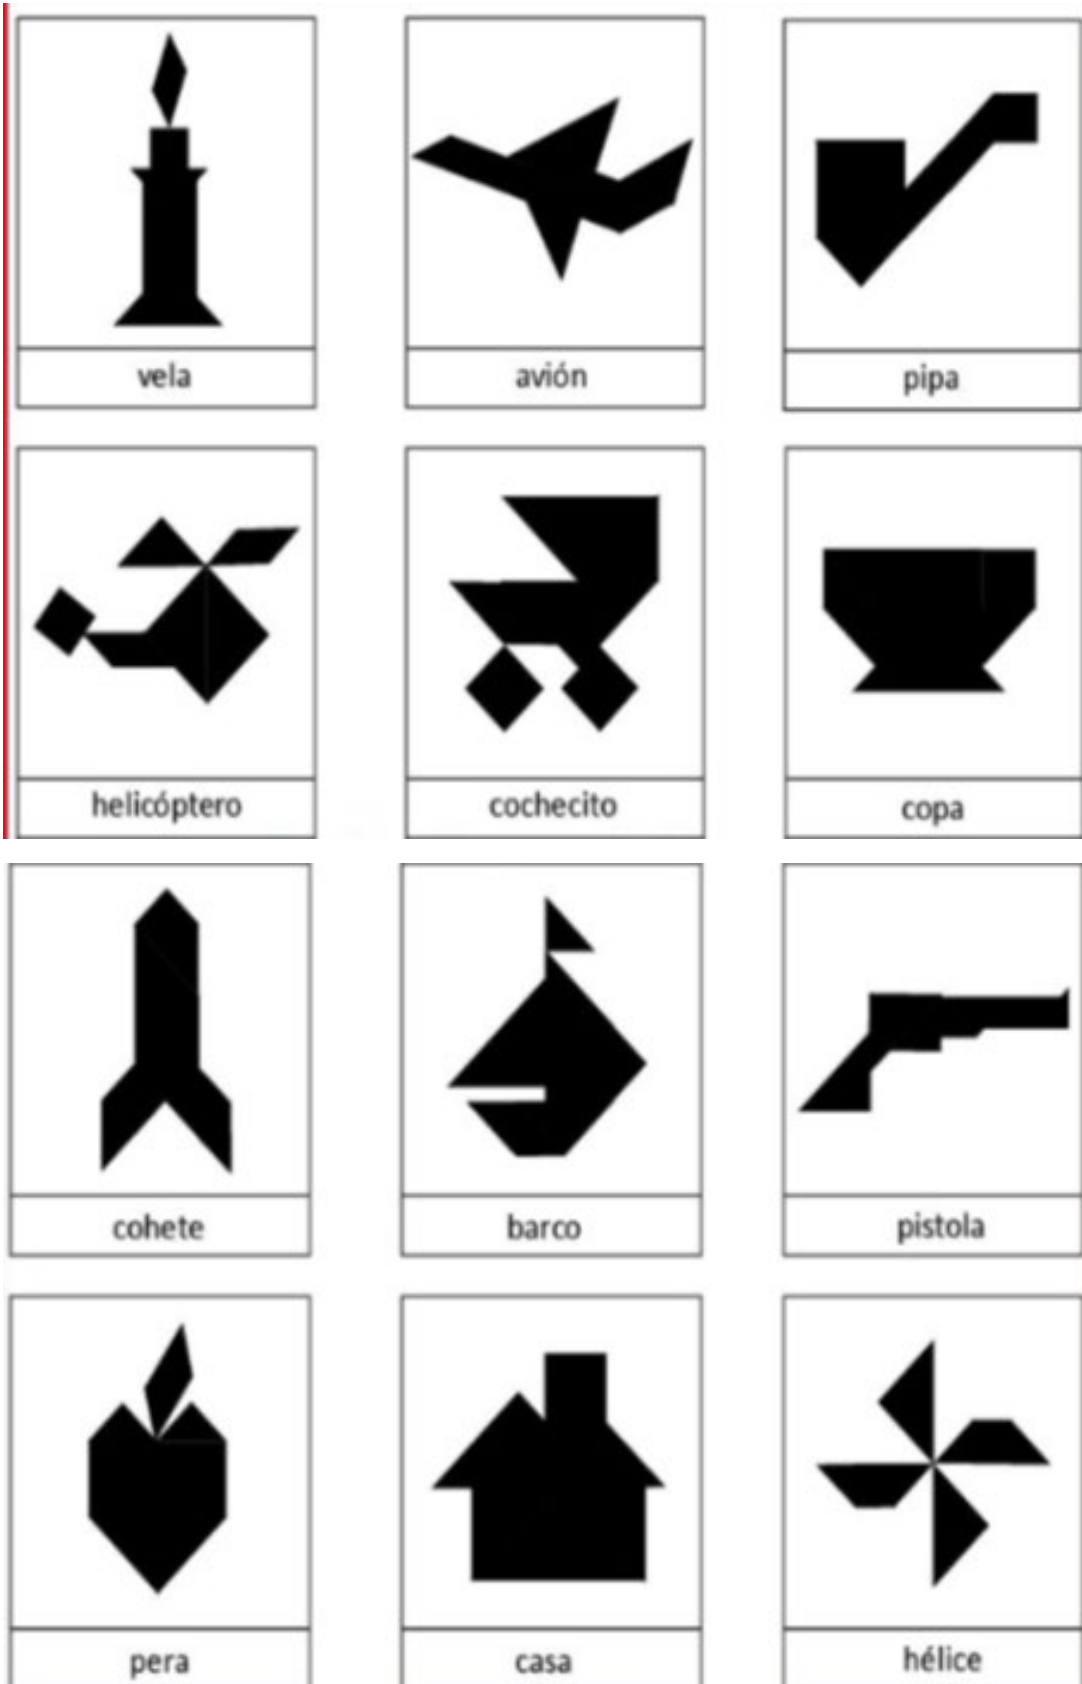 vela
avión
pipa
helicóptero
cochecito
copa
cohete
barco
pistola
pera
casa
hélice